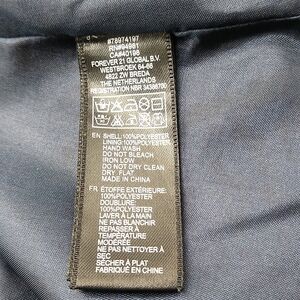 #78974197
RN#94981
CA#40198
FOREVER 21 GLOBAL B.V.
WESTBROEK 64-66
4822 ZW BREDA
THE NETHERLANDS
REGISTRATION NBR 34388700
EN SHELL:100%POLYESTER
LINING:100%POLYESTER
HAND WASH
DO NOT BLEACH
IRON LOW
DO NOT DRY CLEAN
DRY FLAT
MADE IN CHINA
FR ÉTOFFE EXTÉRIEURE:
100%POLYESTER
DOUBLURE:
100%POLYESTER
LAVER À LA MAIN
NE PAS BLANCHIR
REPASSER À
TEMPÉRATURE
MODÉRÉE
NE PAS NETTOYER À
SEC
SÉCHER À PLAT
FABRIQUÉ EN CHINE